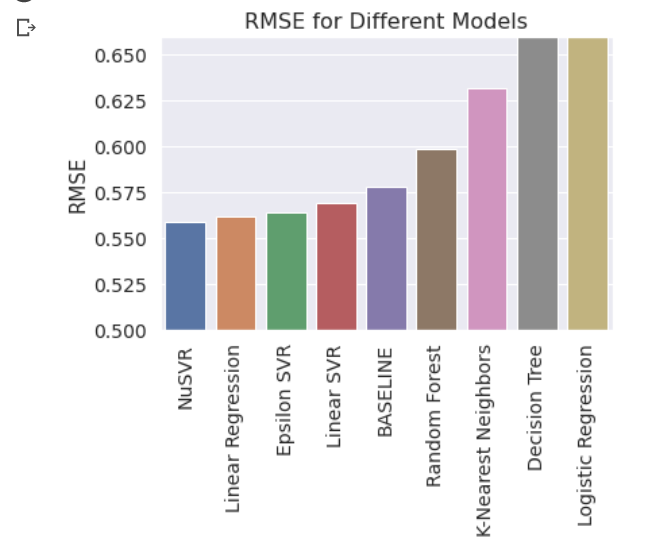 RMSE for Different Models
0.650
0.625
0.600
0.575
0.550
0.525
0.500
RMSE
NuSVR
Linear Regression
Epsilon SVR
Linear SVR
BASELINE
Random Forest
K-Nearest Neighbors
Decision Tree
Logistic Regression